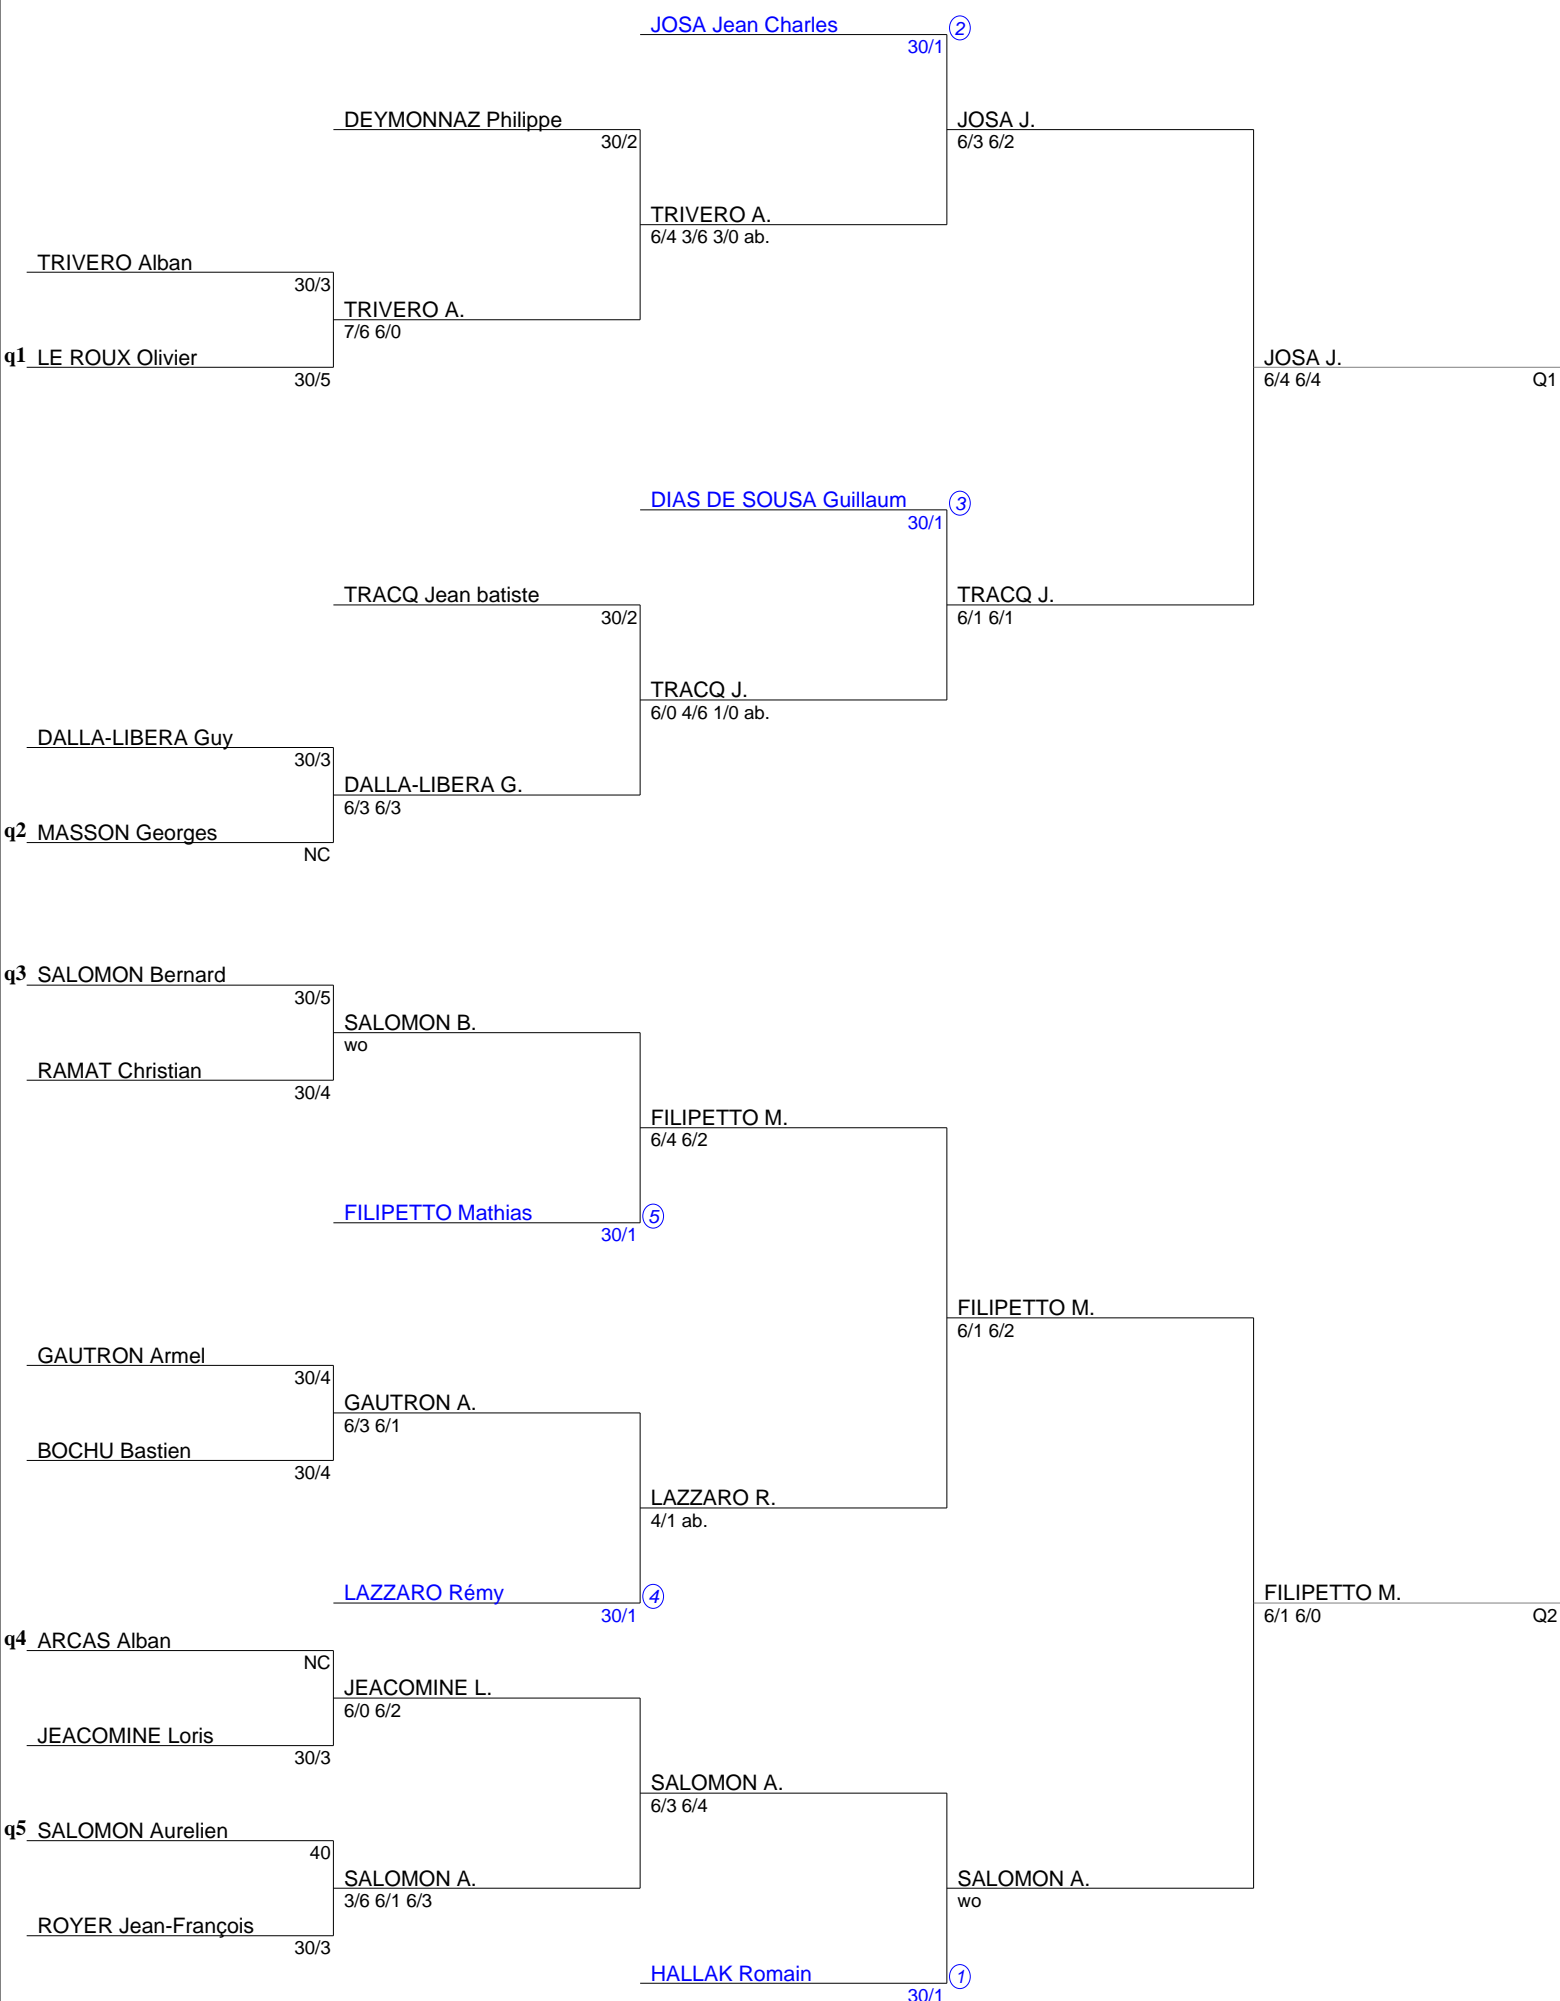 JOSA Jean Charles 2
30/1
DEYMONNAZ Philippe JOSA J.
30/2 6/3 6/2
TRIVERO A.
6/4 3/6 3/0 ab.
TRIVERO Alban
30/3
TRIVERO A.
7/6 6/0
q1 LE ROUX Olivier JOSA J.
30/5 6/4 6/4 Q1
DIAS DE SOUSA Guillaum 3
30/1
TRACQ Jean batiste TRACQ J.
30/2 6/1 6/1
TRACQ J.
6/0 4/6 1/0 ab.
DALLA-LIBERA Guy
30/3
DALLA-LIBERA G.
6/3 6/3
q2 MASSON Georges
NC
q3 SALOMON Bernard
30/5
SALOMON B.
wo
RAMAT Christian
30/4
FILIPETTO M.
6/4 6/2
FILIPETTO Mathias 5
30/1
FILIPETTO M.
6/1 6/2
GAUTRON Armel
30/4
GAUTRON A.
6/3 6/1
BOCHU Bastien
30/4
LAZZARO R.
4/1 ab.
LAZZARO Rémy 4 FILIPETTO M.
30/1 6/1 6/0 Q2
q4 ARCAS Alban
NC
JEACOMINE L.
6/0 6/2
JEACOMINE Loris
30/3
SALOMON A.
6/3 6/4
q5 SALOMON Aurelien
40
SALOMON A. SALOMON A.
3/6 6/1 6/3 wo
ROYER Jean-François
30/3
HALLAK Romain 1
30/1